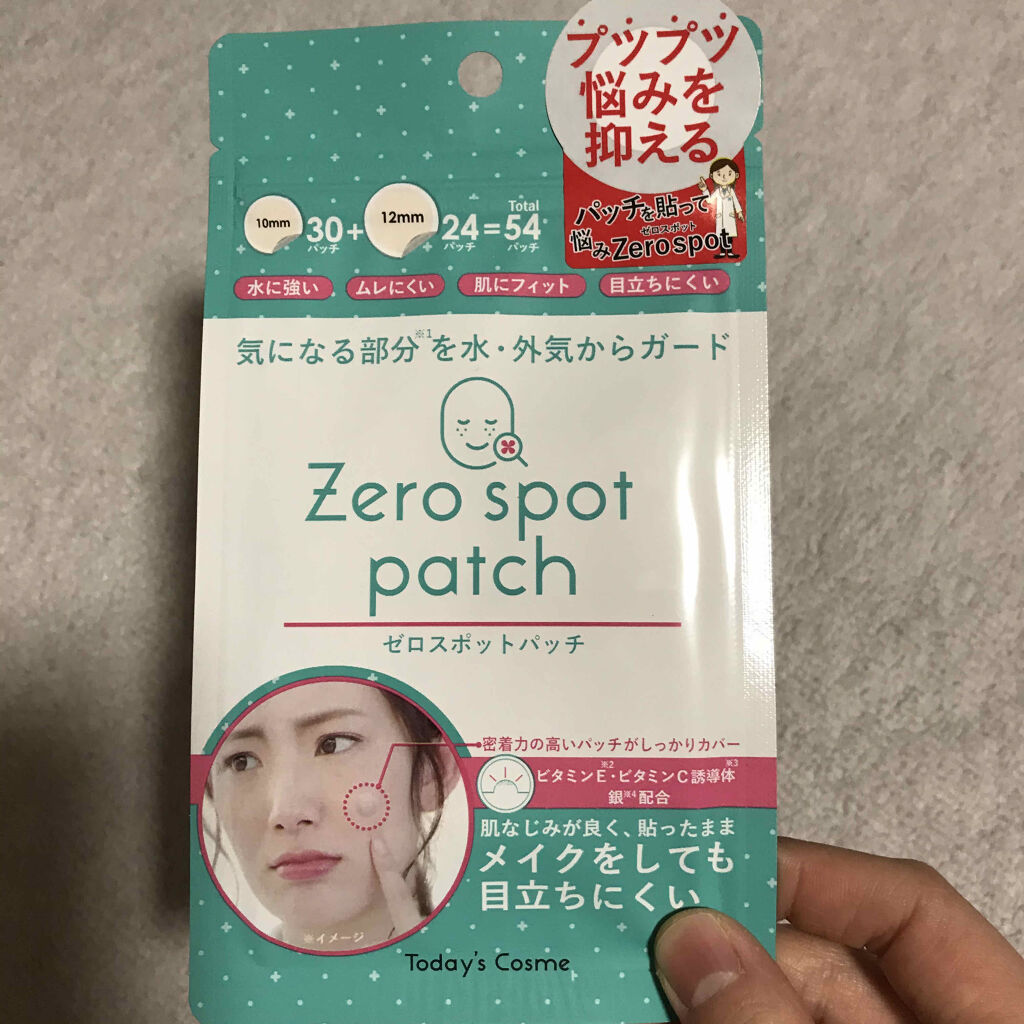 プツプツ
悩みを
抑える
パッチを貼って
ゼロスポット
悩みZerospot
10mm 30パッチ + 12mm 24パッチ = Total 54パッチ
水に強い ムレにくい 肌にフィット 目立ちにくい
気になる部分※1を水・外気からガード
Zero spot
patch
ゼロスポットパッチ
密着力の高いパッチがしっかりカバー
ビタミンE※2・ビタミンC誘導体※3
銀※4配合
肌なじみが良く、貼ったまま
メイクをしても
目立ちにくい
※イメージ
Today's Cosme